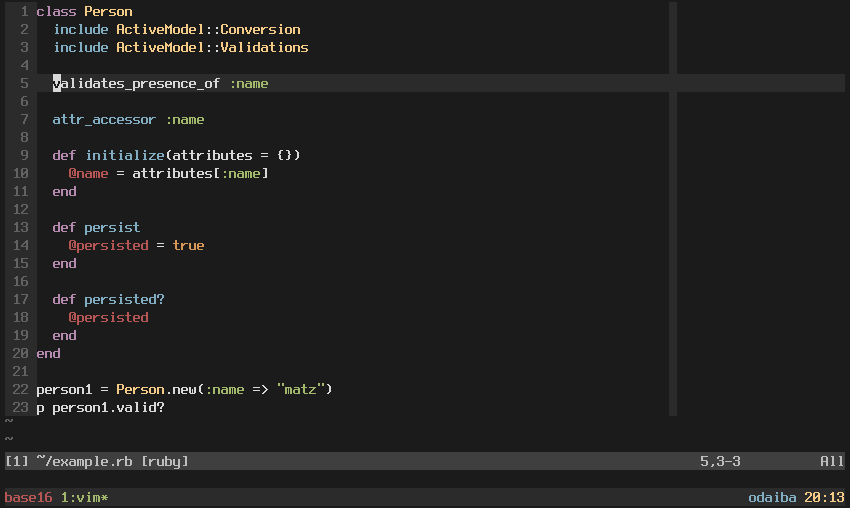 1 class Person
2   include ActiveModel::Conversion
3   include ActiveModel::Validations
4
5   validates_presence_of :name
6
7   attr_accessor :name
8
9   def initialize(attributes = {})
10     @name = attributes[:name]
11   end
12
13   def persist
14     @persisted = true
15   end
16
17   def persisted?
18     @persisted
19   end
20 end
21
22 person1 = Person.new(:name => "matz")
23 p person1.valid?
~
~
[1] ~/example.rb [ruby] 5,3-3 All
base16 1:vim* odaiba 20:13